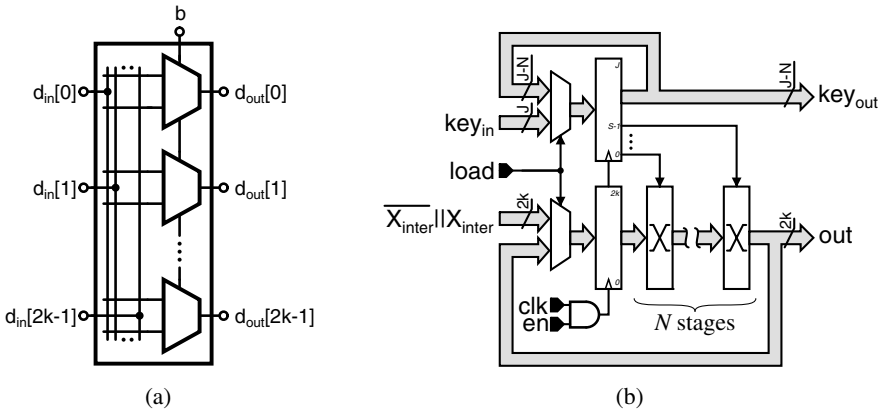 b
d_in[0]
d_out[0]
d_in[1]
d_out[1]
d_in[2k-1]
d_out[2k-1]
(a)
J-N
J-N
key_out
J
J
key_in
S-1
0
load
2k
2k
X_inter||X_inter
2k
out
0
clk
en
N stages
(b)